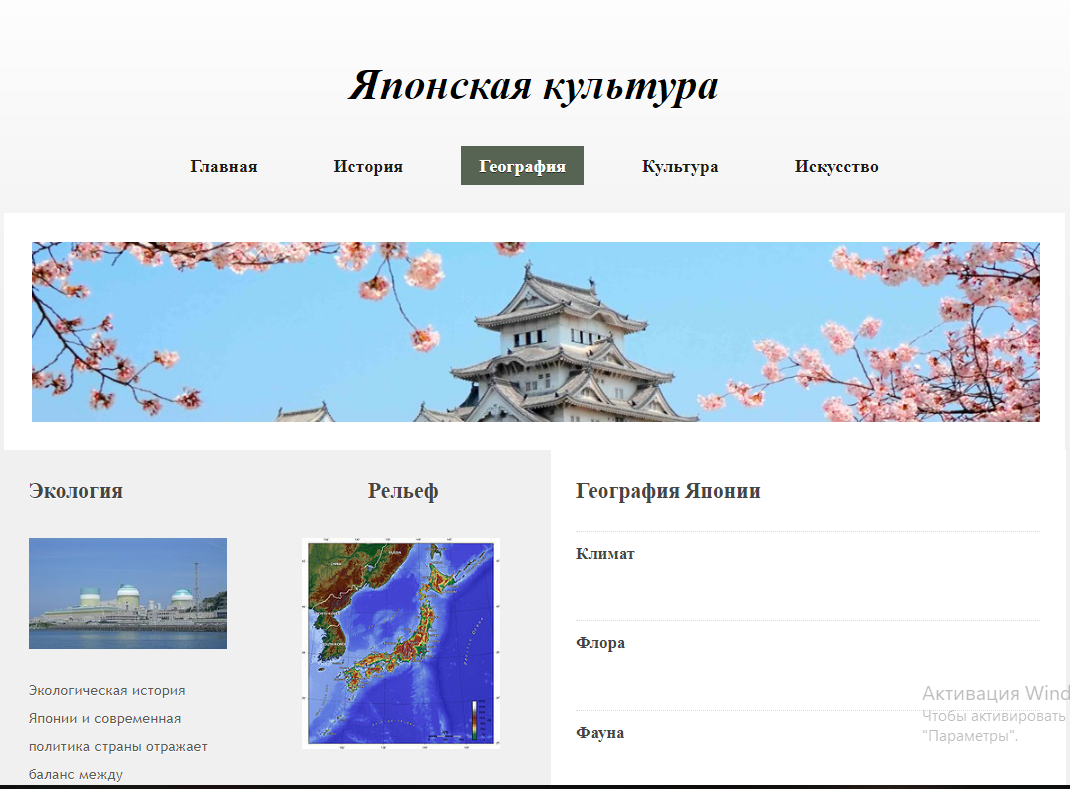 Японская культура
Главная
История
География
Культура
Искусство
Экология
Рельеф
География Японии
Климат
Флора
Фауна
Экологическая история
Японии и современная
политика страны отражает
баланс между
Активация Wind
Чтобы активировать
"Параметры".